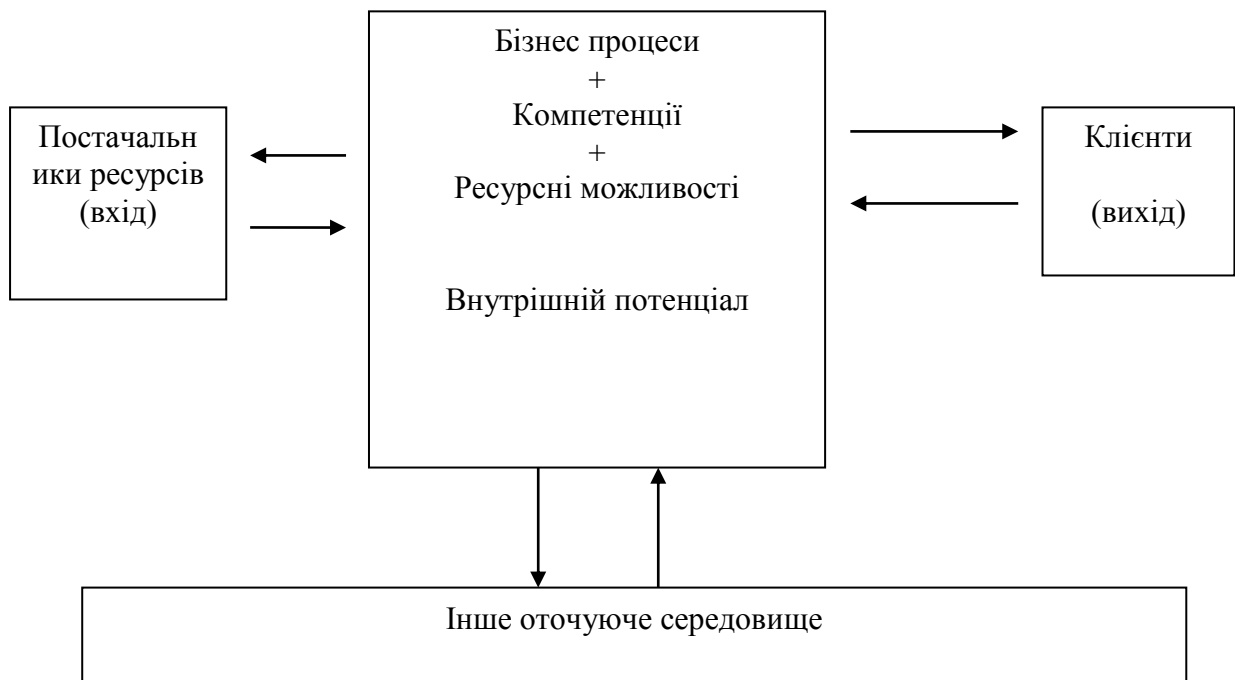 Бізнес процеси
+
Компетенції
+
Ресурсні можливості
Внутрішній потенціал
Постачальн
ики ресурсів
(вхід)
Клієнти
(вихід)
Інше оточуюче середовище